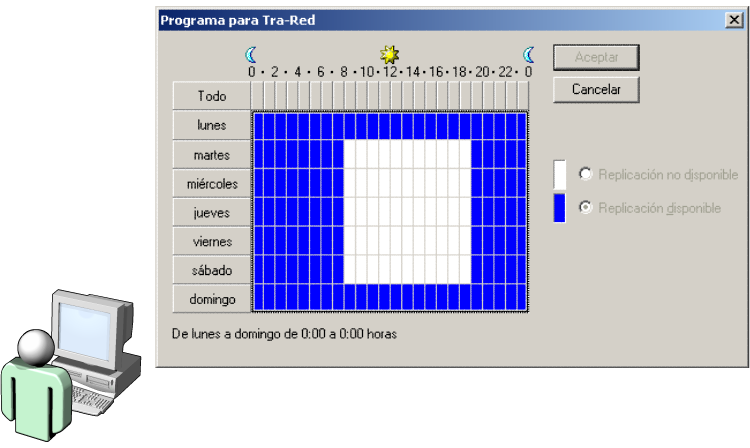 Programa para Tra-Red
0 · 2 · 4 · 6 · 8 · 10 · 12 · 14 · 16 · 18 · 20 · 22 · 0
Aceptar
Cancelar
Todo
lunes
martes
miércoles
jueves
viernes
sábado
domingo
Replicación no disponible
Replicación disponible
De lunes a domingo de 0:00 a 0:00 horas